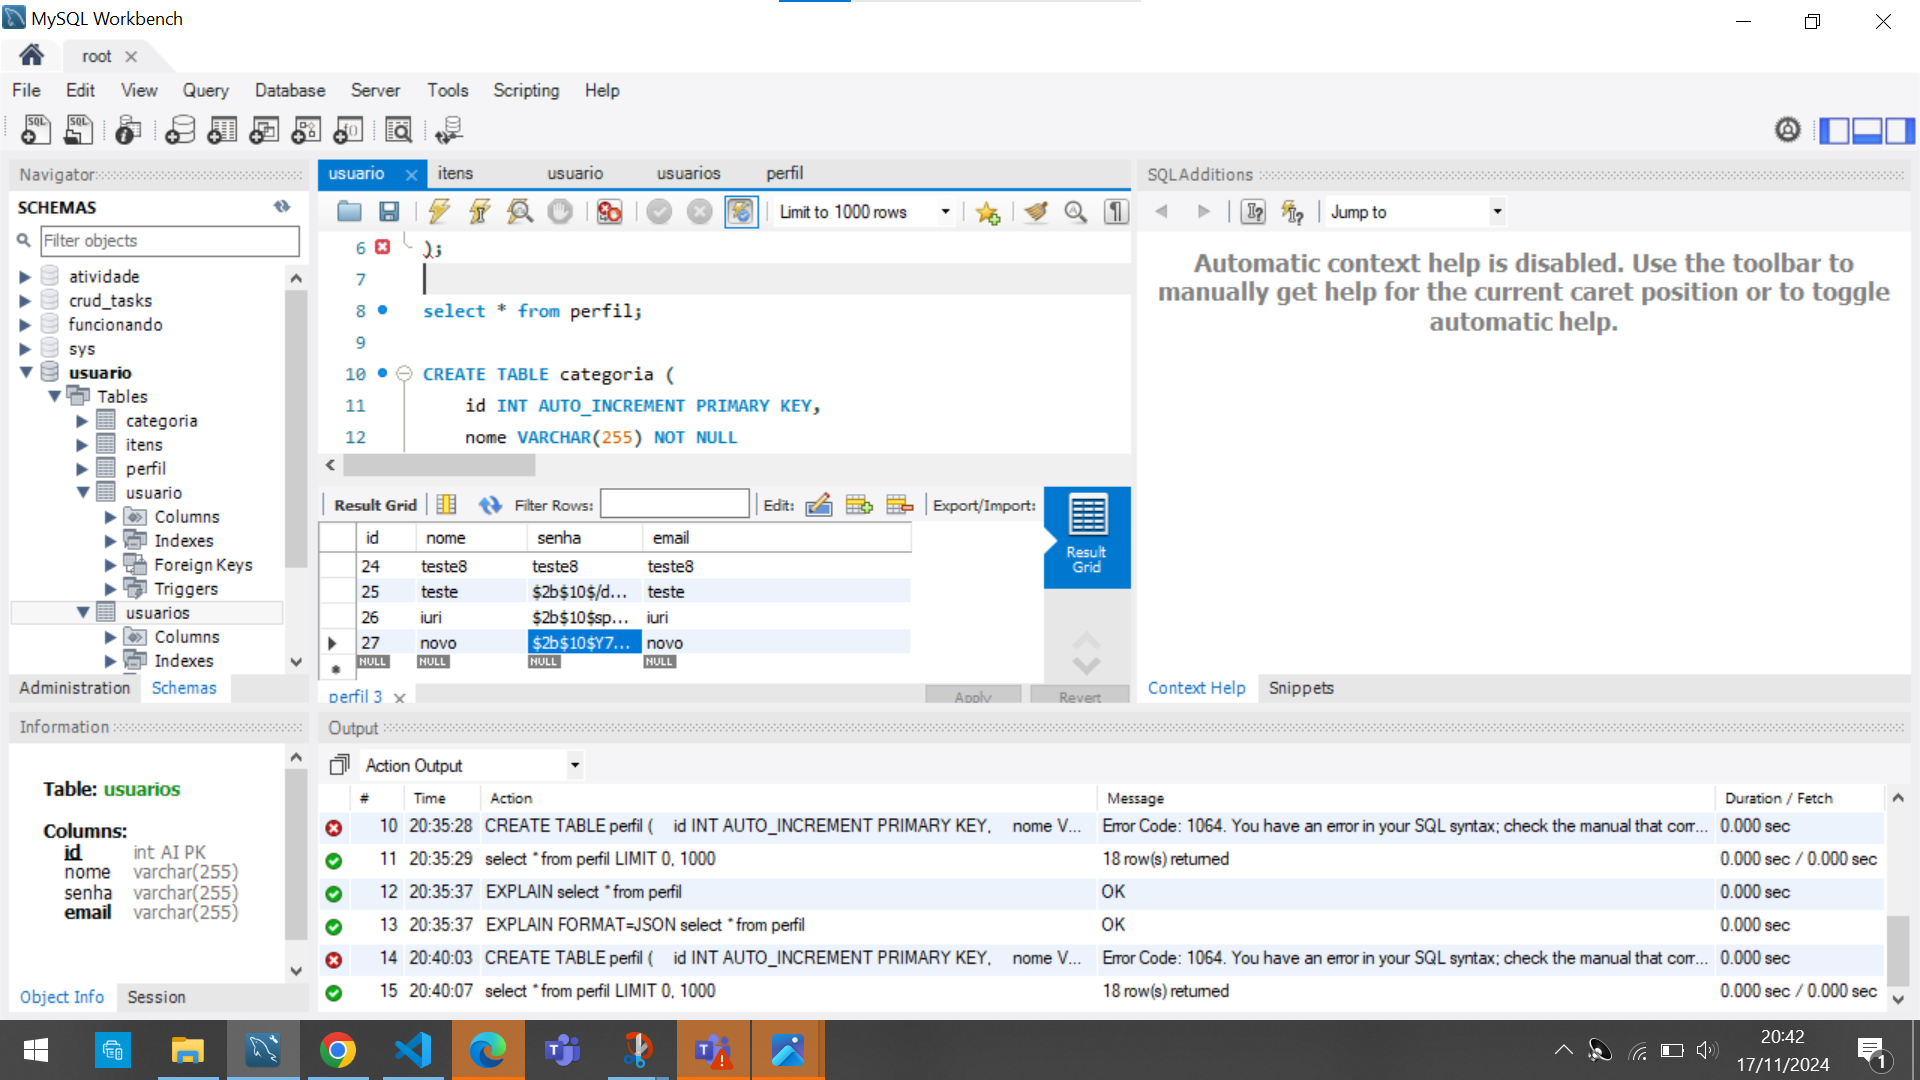 MySQL Workbench
root
File Edit View Query Database Server Tools Scripting Help
Navigator
SCHEMAS
Filter objects
atividade
crud_tasks
funcionando
sys
usuario
Tables
categoria
itens
perfil
usuario
Columns
Indexes
Foreign Keys
Triggers
usuarios
Columns
Indexes
Administration Schemas
Information
Table: usuarios
Columns:
id int AI PK
nome varchar(255)
senha varchar(255)
email varchar(255)
Object Info Session
usuario itens usuario usuarios perfil
Limit to 1000 rows
6 );
7
8 select * from perfil;
9
10 CREATE TABLE categoria (
11 id INT AUTO_INCREMENT PRIMARY KEY,
12 nome VARCHAR(255) NOT NULL
Result Grid Filter Rows: Edit: Export/Import:
id nome senha email
24 teste8 teste8 teste8
25 teste $2b$10$/d... teste
26 iuri $2b$10$sp... iuri
27 novo $2b$10$Y7... novo
NULL NULL NULL NULL
Result
Grid
perfil 3 Apply Revert
SQLAdditions
Jump to
Automatic context help is disabled. Use the toolbar to
manually get help for the current caret position or to toggle
automatic help.
Context Help Snippets
Output
Action Output
# Time Action Message Duration / Fetch
10 20:35:28 CREATE TABLE perfil ( id INT AUTO_INCREMENT PRIMARY KEY, nome V... Error Code: 1064. You have an error in your SQL syntax; check the manual that corr... 0.000 sec
11 20:35:29 select * from perfil LIMIT 0, 1000 18 row(s) returned 0.000 sec / 0.000 sec
12 20:35:37 EXPLAIN select * from perfil OK 0.000 sec
13 20:35:37 EXPLAIN FORMAT=JSON select * from perfil OK 0.000 sec
14 20:40:03 CREATE TABLE perfil ( id INT AUTO_INCREMENT PRIMARY KEY, nome V... Error Code: 1064. You have an error in your SQL syntax; check the manual that corr... 0.000 sec
15 20:40:07 select * from perfil LIMIT 0, 1000 18 row(s) returned 0.000 sec / 0.000 sec
20:42
17/11/2024
1